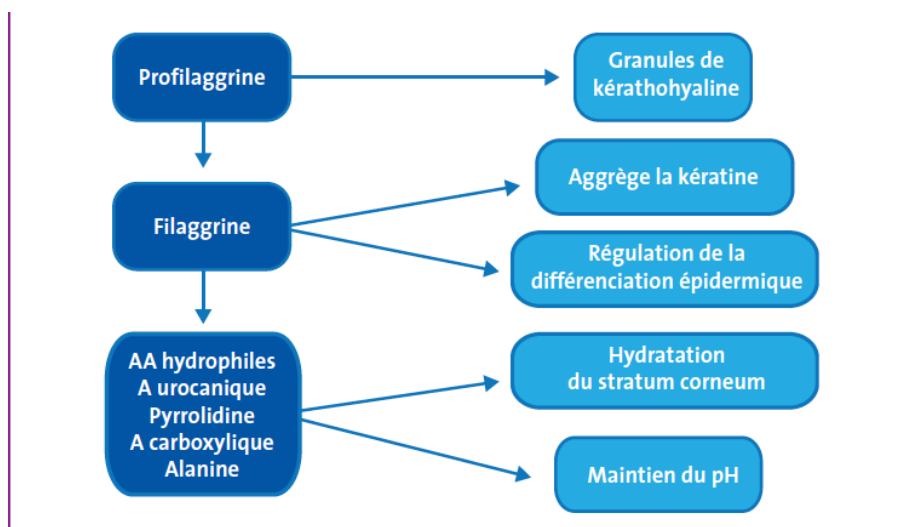 Profilaggrine
Granules de
kérathohyaline
Aggrège la kératine
Filaggrine
Régulation de la
différenciation épidermique
AA hydrophiles
A urocanique
Pyrrolidine
A carboxylique
Alanine
Hydratation
du stratum corneum
Maintien du pH